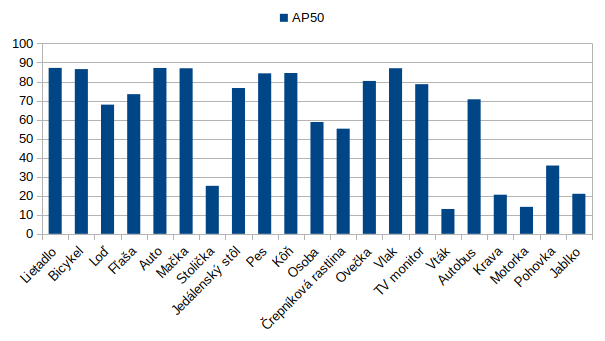 AP50
100
90
80
70
60
50
40
30
20
10
0
Lietadlo
Bicykel
Loď
Fľaša
Auto
Mačka
Stolička
Jedálenský stôl
Pes
Kôň
Osoba
Črepníková rastlina
Ovečka
Vlak
TV monitor
Vták
Autobus
Krava
Motorka
Pohovka
Jablko